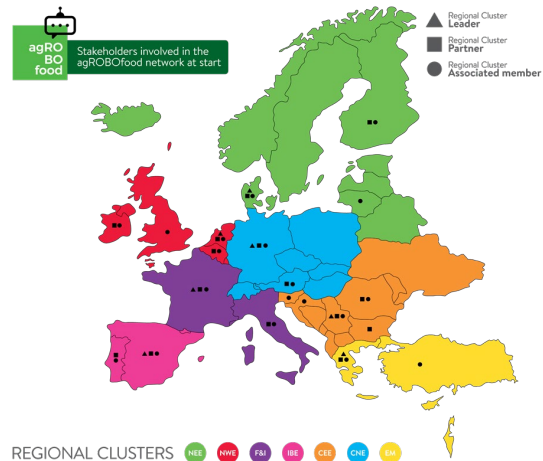 agRO
BO
food
Stakeholders involved in the
agROBOfood network at start
Regional Cluster
Leader
Regional Cluster
Partner
Regional Cluster
Associated member
REGIONAL CLUSTERS NEE NWE F&I IBE CEE CNE EM